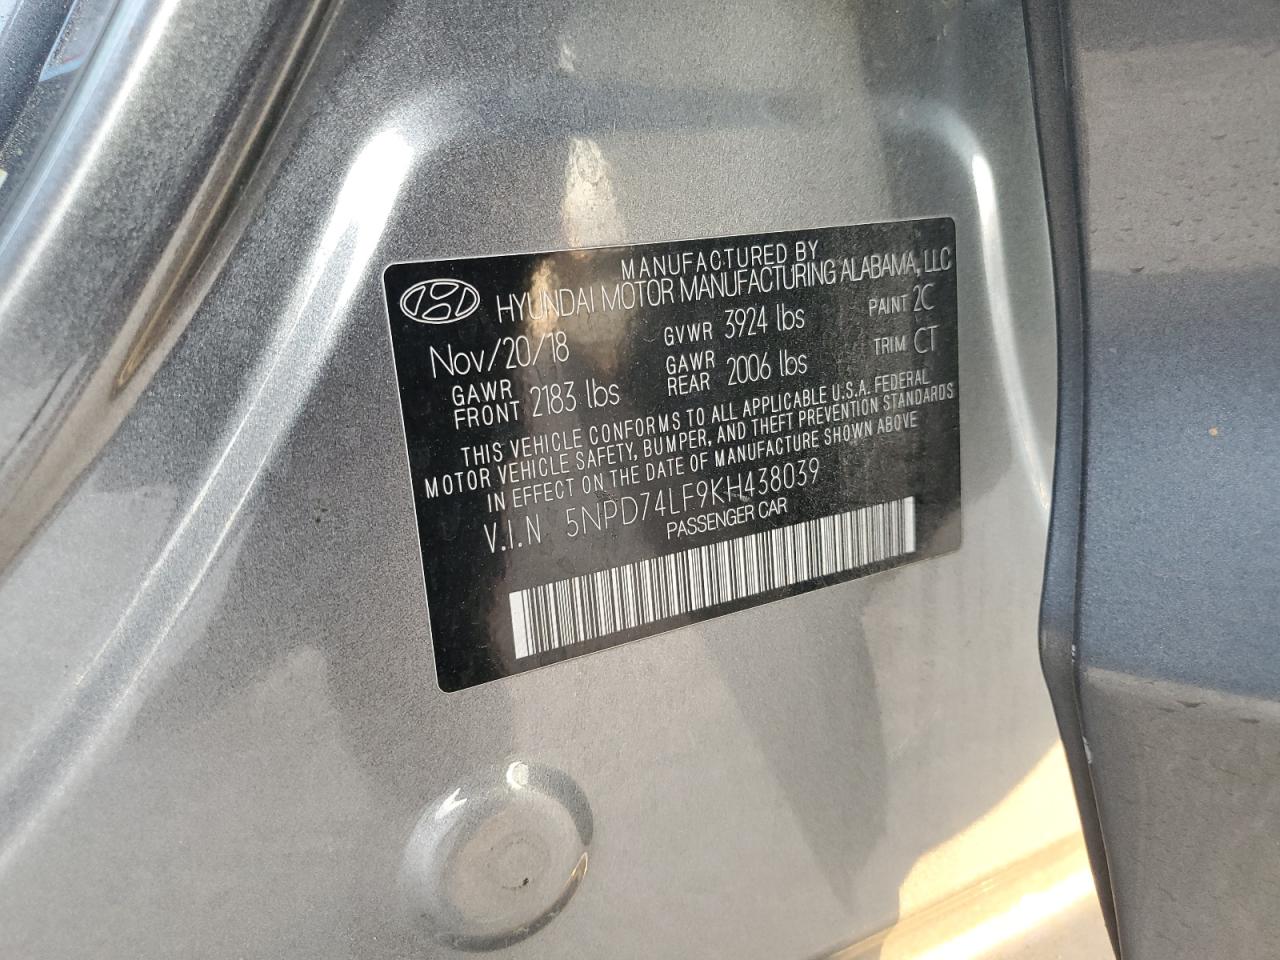 MANUFACTURED BY
HYUNDAI MOTOR MANUFACTURING ALABAMA, LLC
Nov/20/18 GVWR 3924 lbs PAINT 2C
GAWR FRONT 2183 lbs GAWR REAR 2006 lbs TRIM CT
THIS VEHICLE CONFORMS TO ALL APPLICABLE U.S.A. FEDERAL
MOTOR VEHICLE SAFETY, BUMPER, AND THEFT PREVENTION STANDARDS
IN EFFECT ON THE DATE OF MANUFACTURE SHOWN ABOVE
V.I.N 5NPD74LF9KH438039
PASSENGER CAR